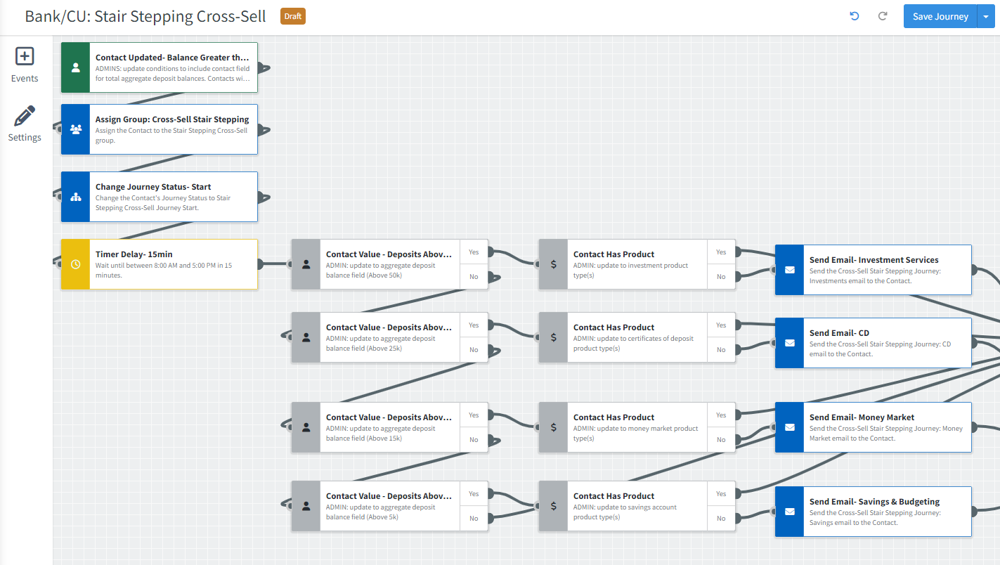 Bank/CU: Stair Stepping Cross-Sell
Draft
Save Journey
Events
Settings
Contact Updated- Balance Greater th...
ADMINS: update conditions to include contact field
for total aggregate deposit balances. Contacts wi...
Assign Group: Cross-Sell Stair Stepping
Assign the Contact to the Stair Stepping Cross-Sell
group.
Change Journey Status- Start
Change the Contact's Journey Status to Stair
Stepping Cross-Sell Journey Start.
Timer Delay- 15min
Wait until between 8:00 AM and 5:00 PM in 15
minutes.
Contact Value - Deposits Abov...
ADMIN: update to aggregate deposit
balance field (Above 50k)
Yes
No
Contact Has Product
ADMIN: update to investment product
type(s)
Yes
No
Send Email- Investment Services
Send the Cross-Sell Stair Stepping Journey:
Investments email to the Contact.
Contact Value - Deposits Abov...
ADMIN: update to aggregate deposit
balance field (Above 25k)
Yes
No
Contact Has Product
ADMIN: update to certificates of deposit
product type(s)
Yes
No
Send Email- CD
Send the Cross-Sell Stair Stepping Journey: CD
email to the Contact.
Contact Value - Deposits Abov...
ADMIN: update to aggregate deposit
balance field (Above 15k)
Yes
No
Contact Has Product
ADMIN: update to money market product
type(s)
Yes
No
Send Email- Money Market
Send the Cross-Sell Stair Stepping Journey: Money
Market email to the Contact.
Contact Value - Deposits Abov...
ADMIN: update to aggregate deposit
balance field (Above 5k)
Yes
No
Contact Has Product
ADMIN: update to savings account
product type(s)
Yes
No
Send Email- Savings & Budgeting
Send the Cross-Sell Stair Stepping Journey:
Savings email to the Contact.